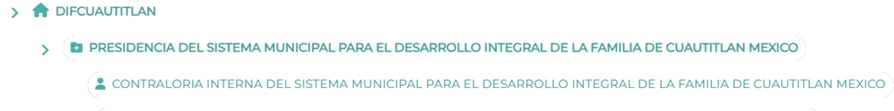 DIFCUAUTITLAN
PRESIDENCIA DEL SISTEMA MUNICIPAL PARA EL DESARROLLO INTEGRAL DE LA FAMILIA DE CUAUTITLAN MEXICO
CONTRALORIA INTERNA DEL SISTEMA MUNICIPAL PARA EL DESARROLLO INTEGRAL DE LA FAMILIA DE CUAUTITLAN MEXICO